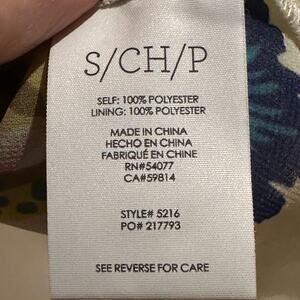 S/CH/P
SELF: 100% POLYESTER
LINING: 100% POLYESTER
MADE IN CHINA
HECHO EN CHINA
FABRIQUÉ EN CHINE
RN#54077
CA#59814
STYLE# 5216
PO# 217793
SEE REVERSE FOR CARE